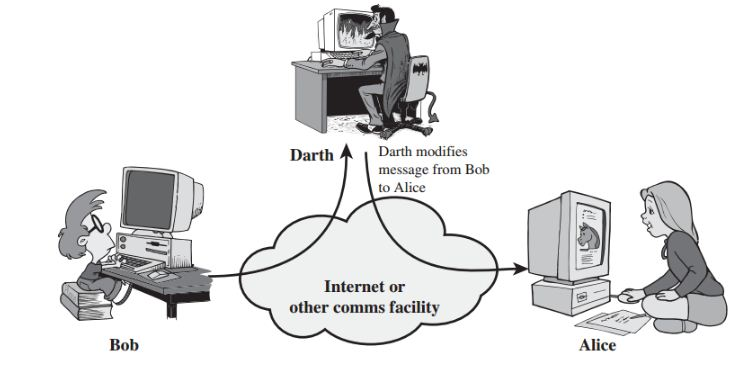 Darth
Darth modifies
message from Bob
to Alice
Internet or
other comms facility
Bob
Alice